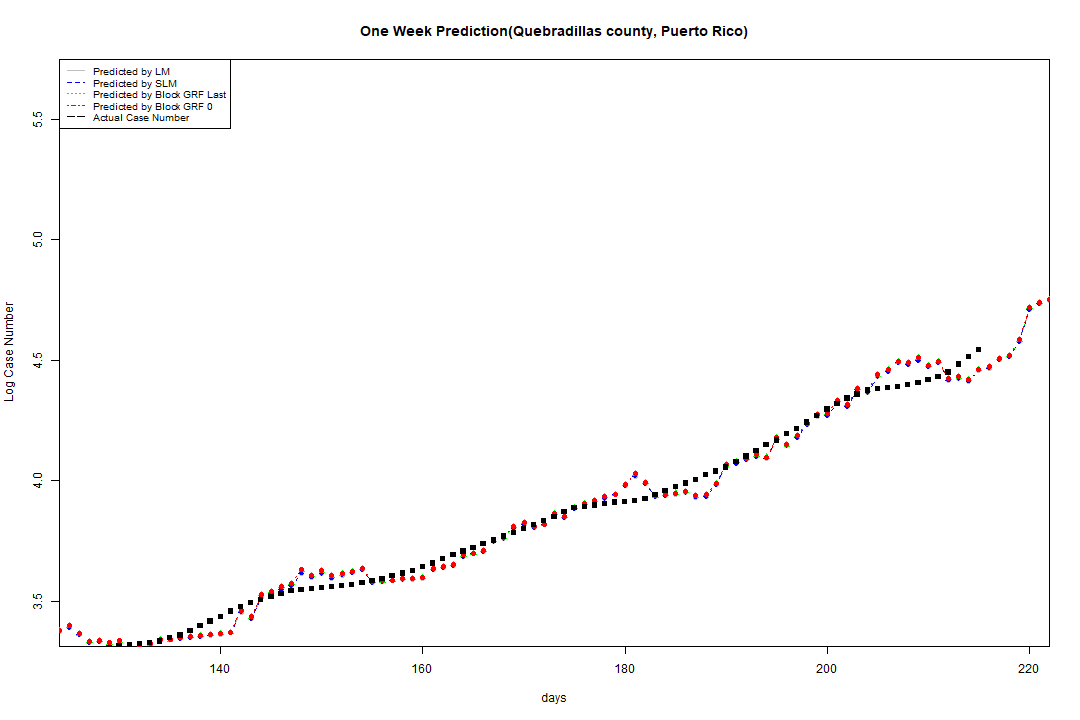 One Week Prediction(Quebradillas county, Puerto Rico)
Predicted by LM
Predicted by SLM
Predicted by Block GRF Last
Predicted by Block GRF 0
Actual Case Number
5.5
5.0
4.5
4.0
3.5
Log Case Number
140 160 180 200 220
days